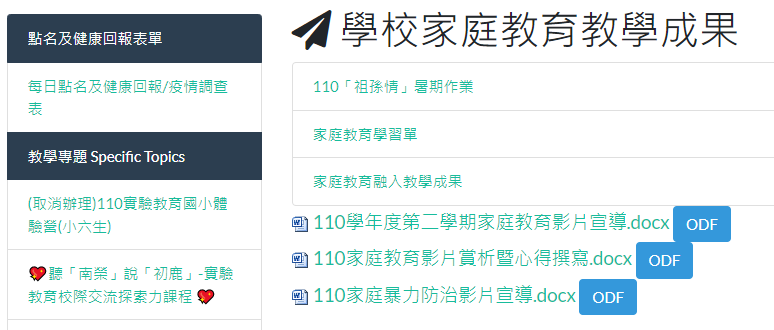 點名及健康回報表單
每日點名及健康回報/疫情調查
表
教學專題 Specific Topics
(取消辦理)110實驗教育國小體
驗營(小六生)
聽「南榮」說「初鹿」-實驗
教育校際交流探索力課程
學校家庭教育教學成果
110「祖孫情」暑期作業
家庭教育學習單
家庭教育融入教學成果
110學年度第二學期家庭教育影片宣導.docx ODF
110家庭教育影片賞析暨心得撰寫.docx ODF
110家庭暴力防治影片宣導.docx ODF